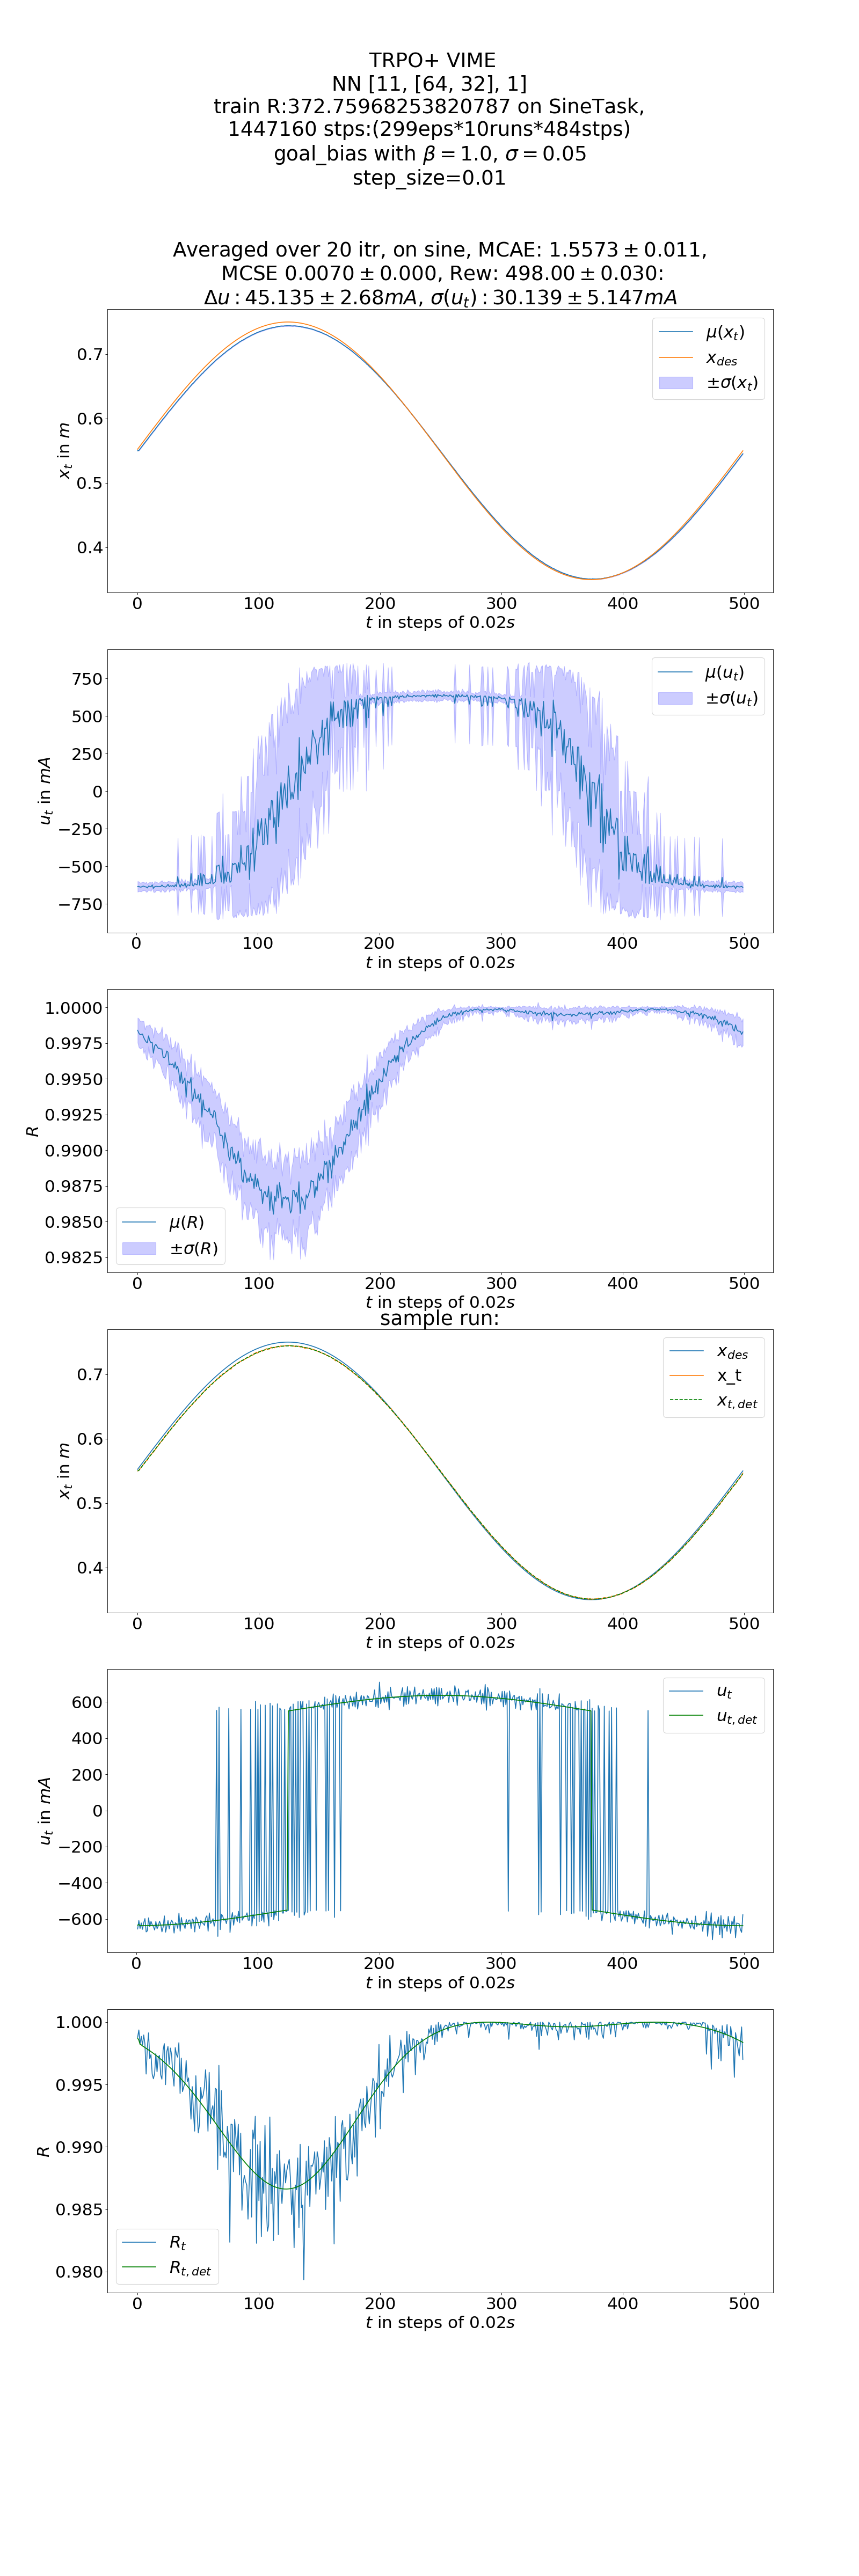 TRPO+ VIME
NN [11, [64, 32], 1]
train R:372.75968253820787 on SineTask,
1447160 stps:(299eps*10runs*484stps)
goal_bias with β = 1.0, σ = 0.05
step_size=0.01
Averaged over 20 itr, on sine, MCAE: 1.5573 ± 0.011,
MCSE 0.0070 ± 0.000, Rew: 498.00 ± 0.030:
Δu : 45.135 ± 2.68mA, σ(u_t) : 30.139 ± 5.147mA
μ(x_t)
x_des
±σ(x_t)
x_t in m
0.7
0.6
0.5
0.4
0 100 200 300 400 500
t in steps of 0.02s
μ(u_t)
±σ(u_t)
u_t in mA
750
500
250
0
−250
−500
−750
0 100 200 300 400 500
t in steps of 0.02s
R
1.0000
0.9975
0.9950
0.9925
0.9900
0.9875
0.9850
0.9825
μ(R)
±σ(R)
0 100 200 300 400 500
t in steps of 0.02s
sample run:
x_des
x_t
x_t,det
x_t in m
0.7
0.6
0.5
0.4
0 100 200 300 400 500
t in steps of 0.02s
u_t
u_t,det
u_t in mA
600
400
200
0
−200
−400
−600
0 100 200 300 400 500
t in steps of 0.02s
R
1.000
0.995
0.990
0.985
0.980
R_t
R_t,det
0 100 200 300 400 500
t in steps of 0.02s